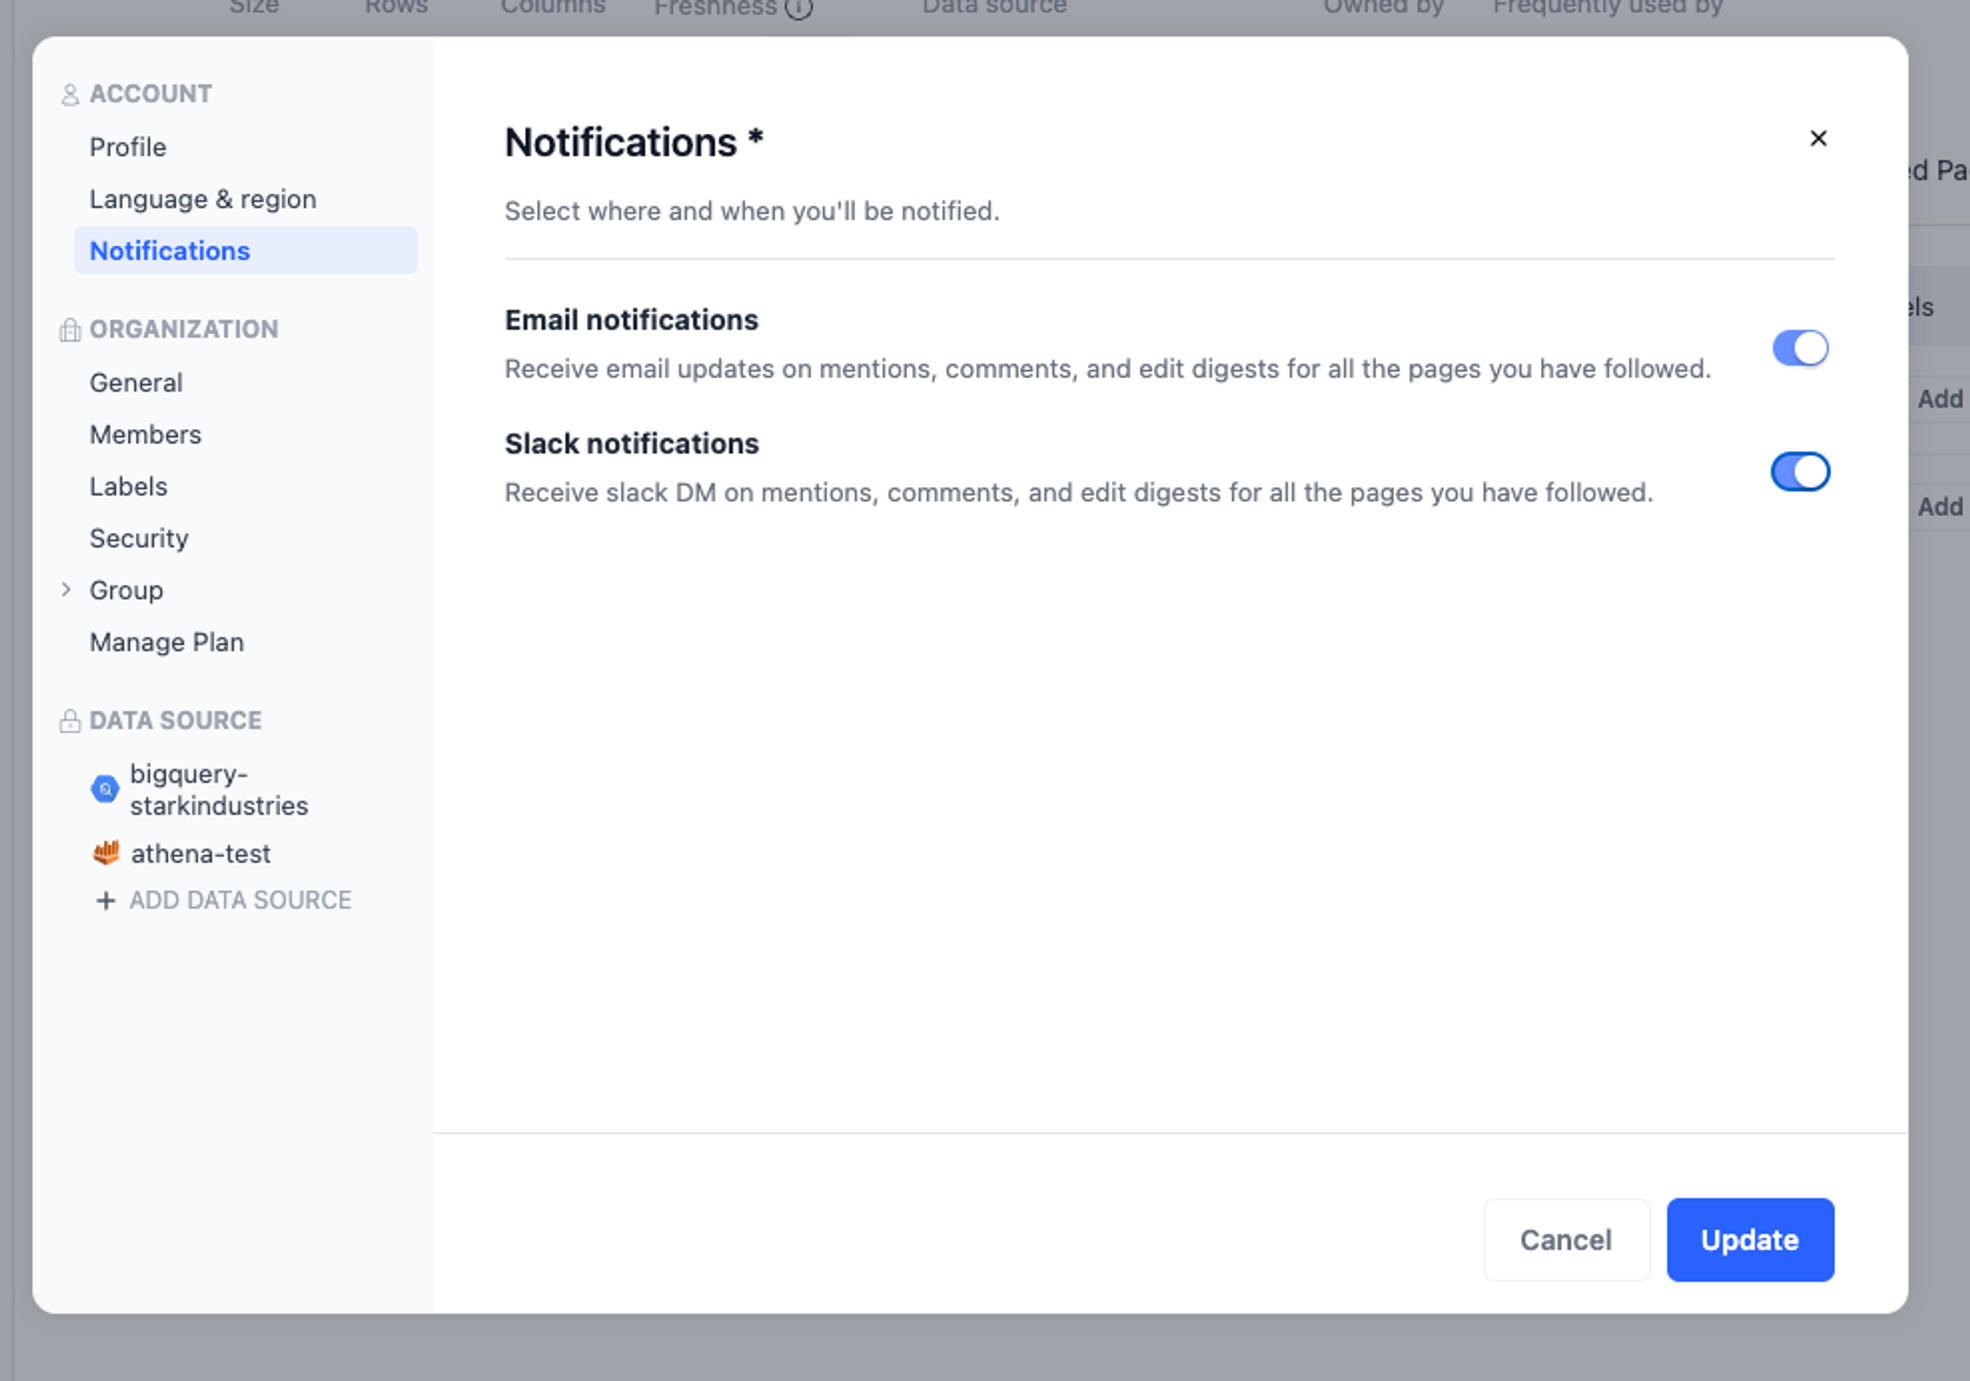 Size Rows Columns Freshness Data source Owned by Frequently used by
ACCOUNT
Profile
Language & region
Notifications
ORGANIZATION
General
Members
Labels
Security
Group
Manage Plan
DATA SOURCE
bigquery-
starkindustries
athena-test
+ ADD DATA SOURCE
Notifications *
Select where and when you'll be notified.
Email notifications
Receive email updates on mentions, comments, and edit digests for all the pages you have followed.
Slack notifications
Receive slack DM on mentions, comments, and edit digests for all the pages you have followed.
Cancel
Update
Add
Add